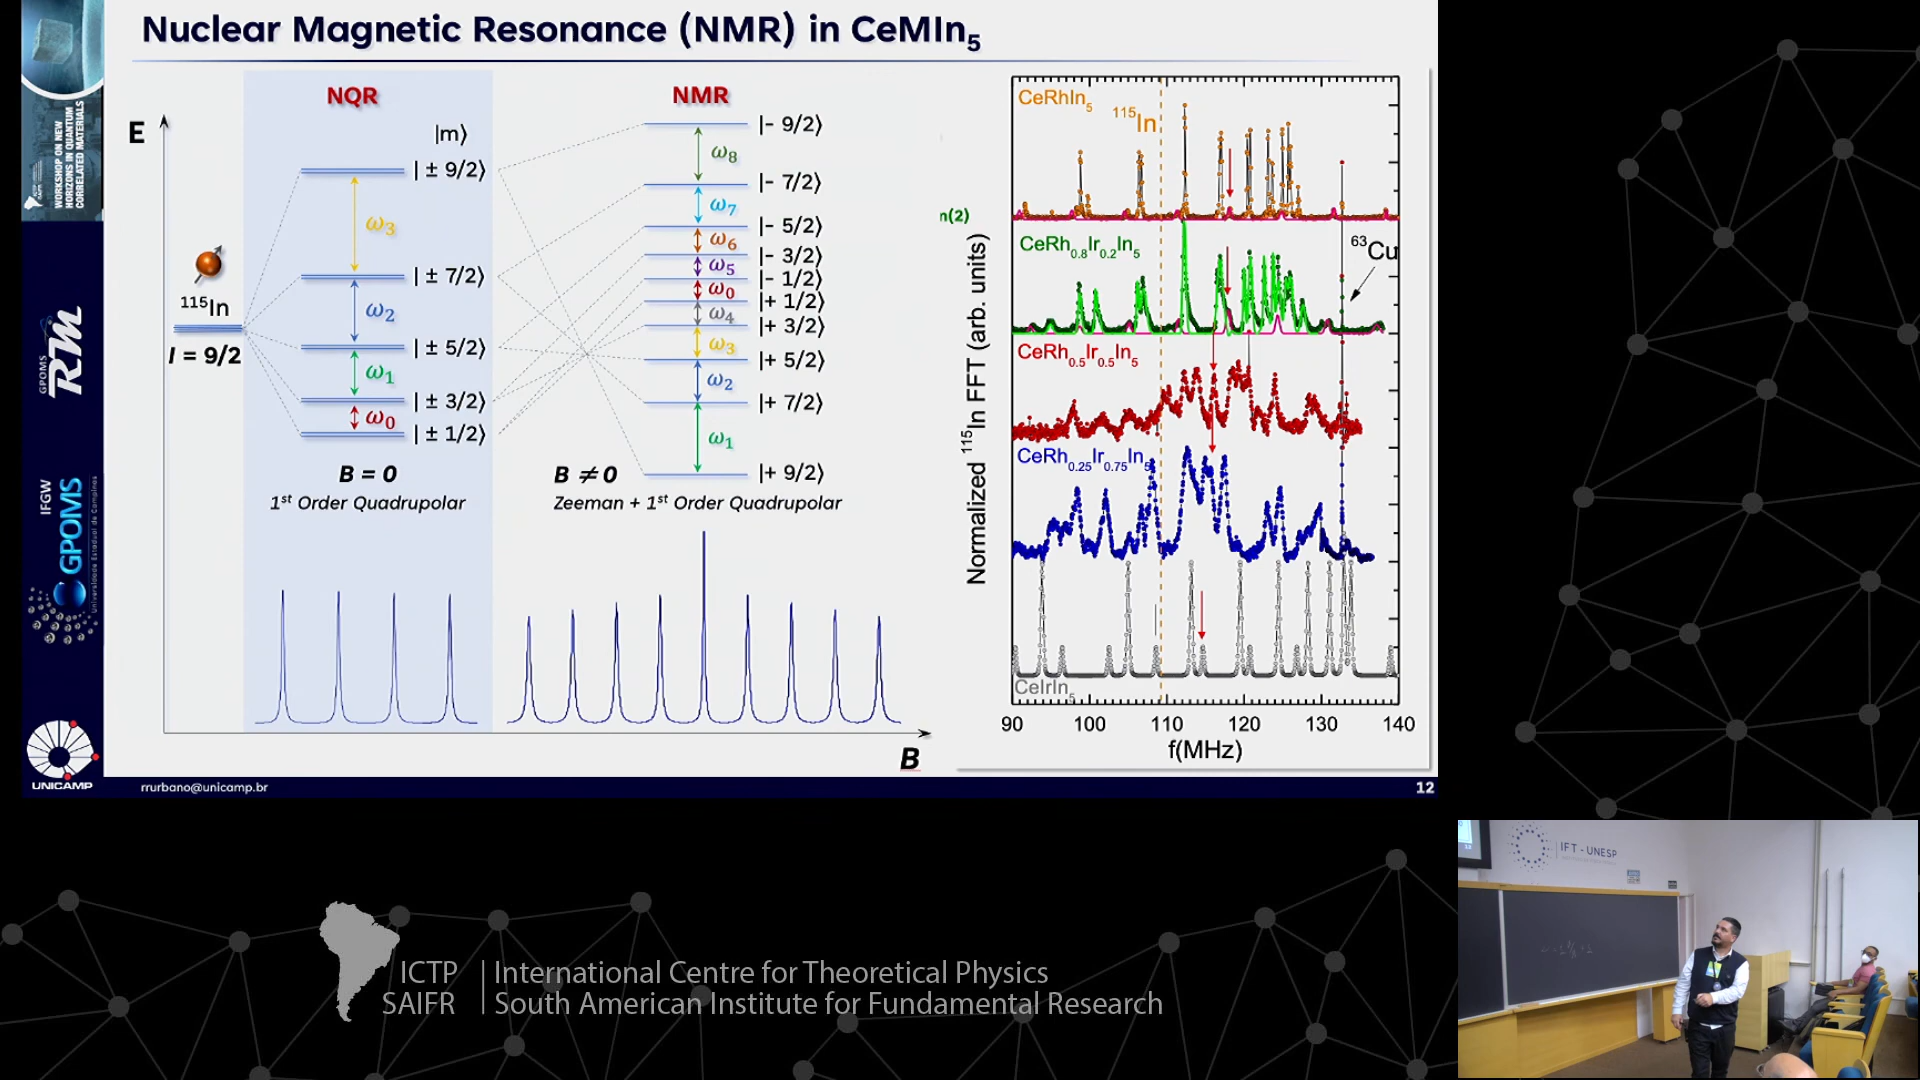 Nuclear Magnetic Resonance (NMR) in CeMIn5
WORKSHOP ON NEW
HORIZONS IN QUANTUM
CORRELATED MATERIALS
GPOMS
RM
IFGW
GPOMS
Universidade Estadual de Campinas
UNICAMP
NQR
NMR
E
|m⟩
| ± 9/2⟩
ω3
| ± 7/2⟩
ω2
| ± 5/2⟩
ω1
| ± 3/2⟩
ω0
| ± 1/2⟩
115In
I = 9/2
B = 0
1st Order Quadrupolar
|- 9/2⟩
ω8
|- 7/2⟩
ω7
|- 5/2⟩
ω6
|- 3/2⟩
ω5
|- 1/2⟩
ω0
|+ 1/2⟩
ω4
|+ 3/2⟩
ω3
|+ 5/2⟩
ω2
|+ 7/2⟩
ω1
|+ 9/2⟩
B ≠ 0
Zeeman + 1st Order Quadrupolar
B
n(2)
Normalized 115In FFT (arb. units)
CeRhIn5
115In
CeRh0.8Ir0.2In5
63Cu
CeRh0.5Ir0.5In5
CeRh0.25Ir0.75In5
CeIrIn5
90 100 110 120 130 140
f(MHz)
rrurbano@unicamp.br
12
IFT - UNESP
ICTP | International Centre for Theoretical Physics
SAIFR | South American Institute for Fundamental Research